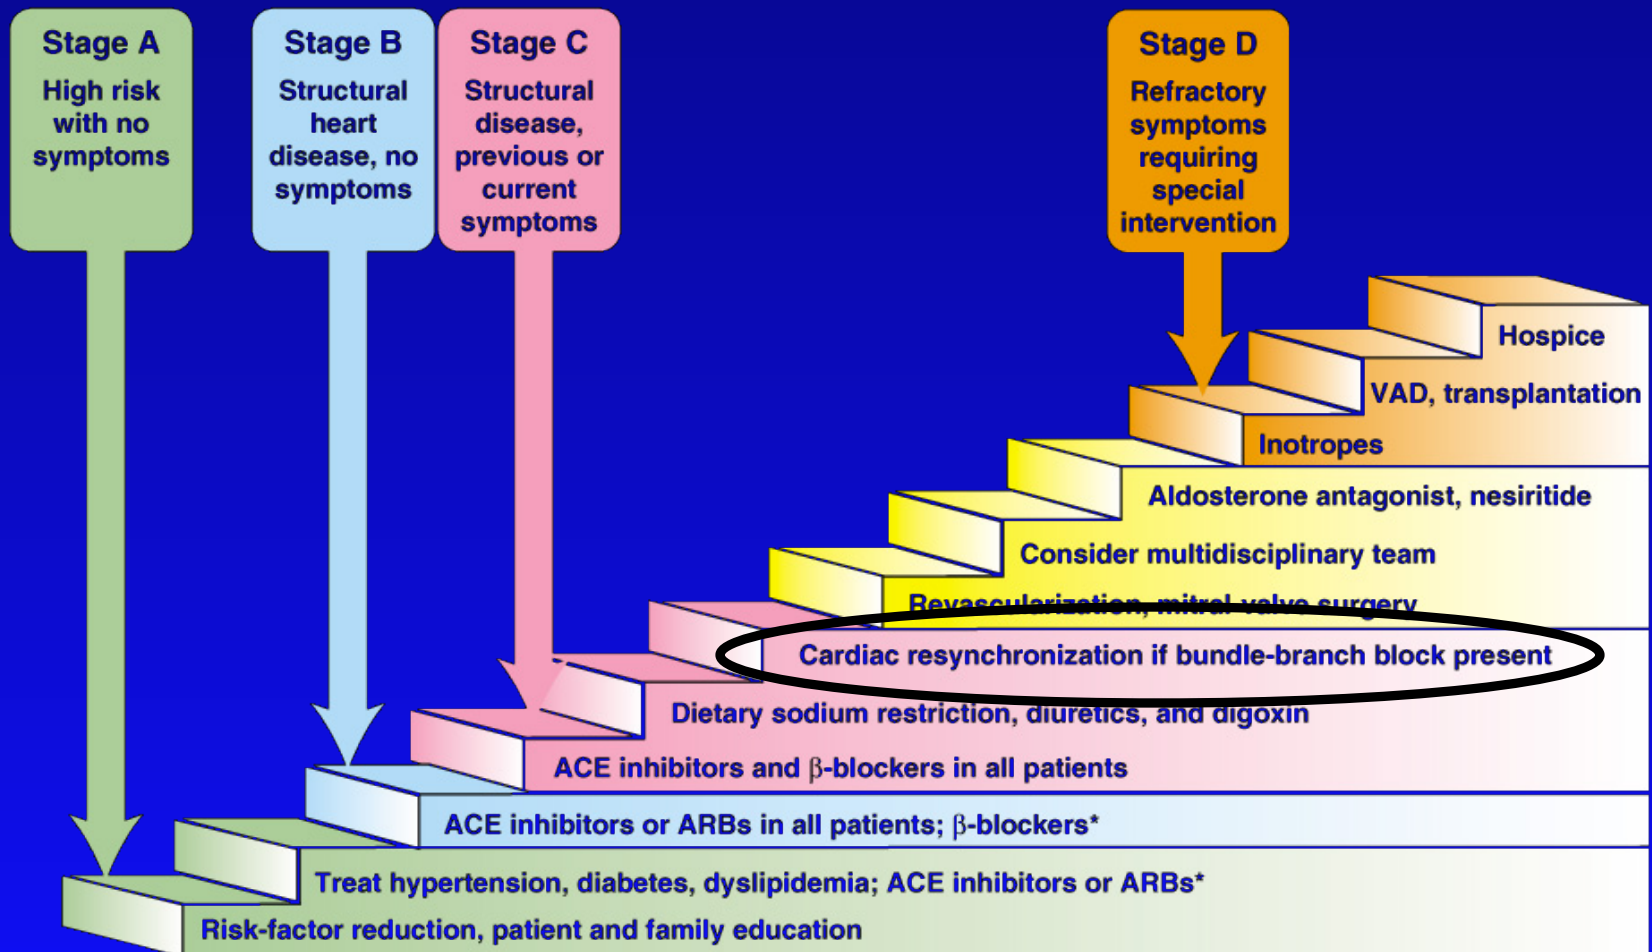 Stage A
High risk
with no
symptoms
Stage B
Structural
heart
disease, no
symptoms
Stage C
Structural
disease,
previous or
current
symptoms
Stage D
Refractory
symptoms
requiring
special
intervention
Hospice
VAD, transplantation
Inotropes
Aldosterone antagonist, nesiritide
Consider multidisciplinary team
Revascularization, mitral-valve surgery
Cardiac resynchronization if bundle-branch block present
Dietary sodium restriction, diuretics, and digoxin
ACE inhibitors and β-blockers in all patients
ACE inhibitors or ARBs in all patients; β-blockers*
Treat hypertension, diabetes, dyslipidemia; ACE inhibitors or ARBs*
Risk-factor reduction, patient and family education